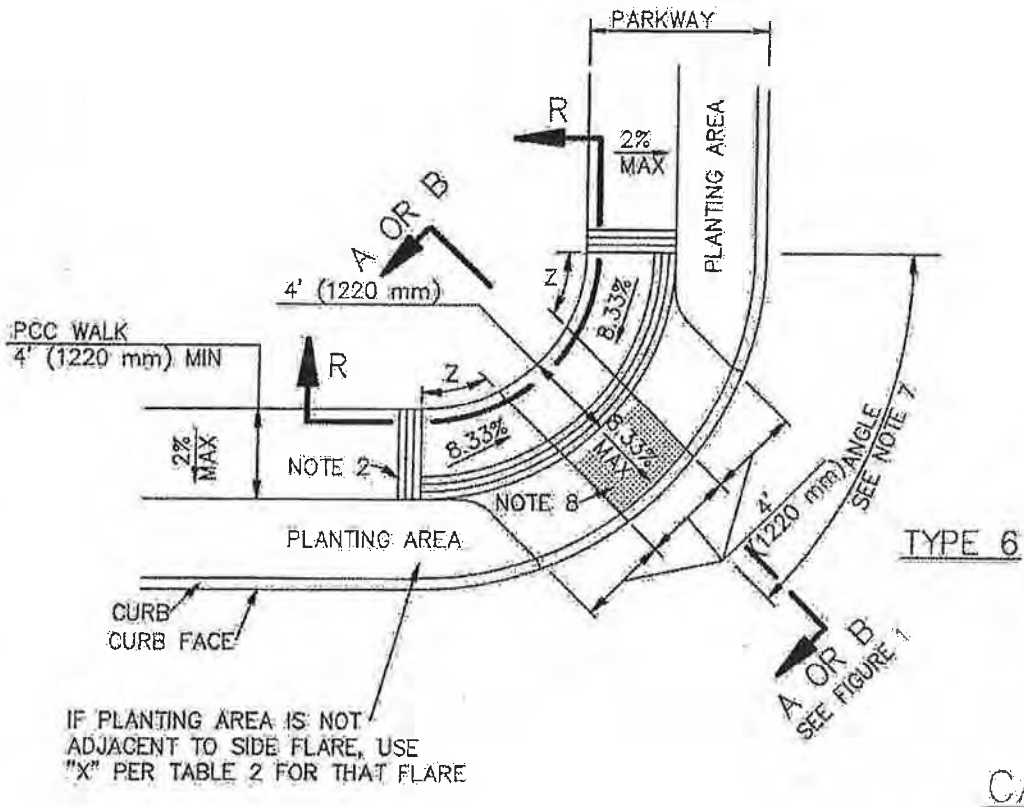 PARKWAY
R
2%
MAX
PLANTING AREA
A OR B
4' (1220 mm)
Z
8.33%
PCC WALK
4' (1220 mm) MIN
R
Z
8.33%
8.33%
MAX
2%
MAX
NOTE 2
NOTE 8
ANGLE
SEE NOTE 7
4'
(1220 mm)
PLANTING AREA
TYPE 6
CURB
CURB FACE
A OR B
SEE FIGURE 1
IF PLANTING AREA IS NOT
ADJACENT TO SIDE FLARE, USE
"X" PER TABLE 2 FOR THAT FLARE